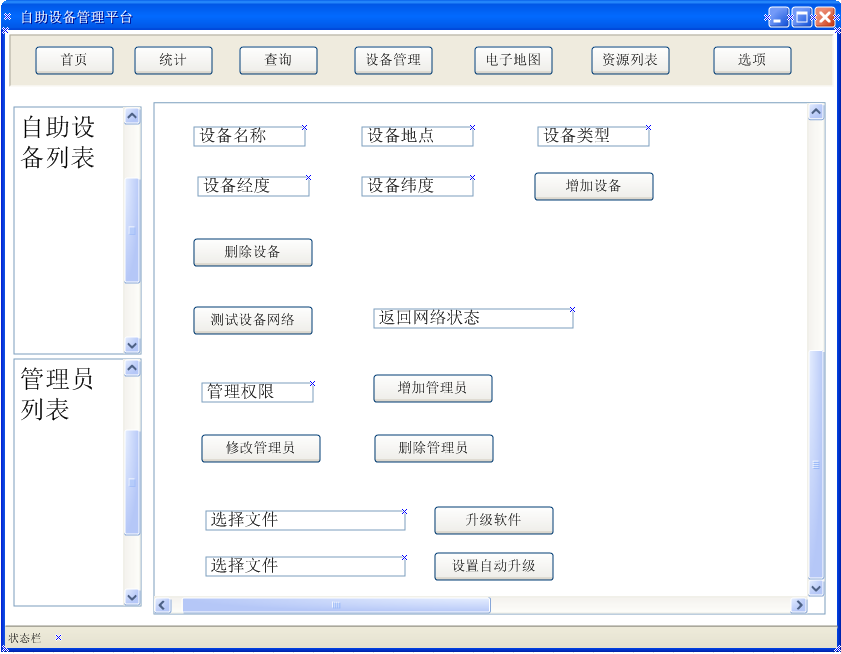 自助设备管理平台
首页 统计 查询 设备管理 电子地图 资源列表 选项
自助设
备列表
设备名称 设备地点 设备类型
设备经度 设备纬度 增加设备
删除设备
测试设备网络 返回网络状态
管理员
列表
管理权限 增加管理员
修改管理员 删除管理员
选择文件 升级软件
选择文件 设置自动升级
状态栏